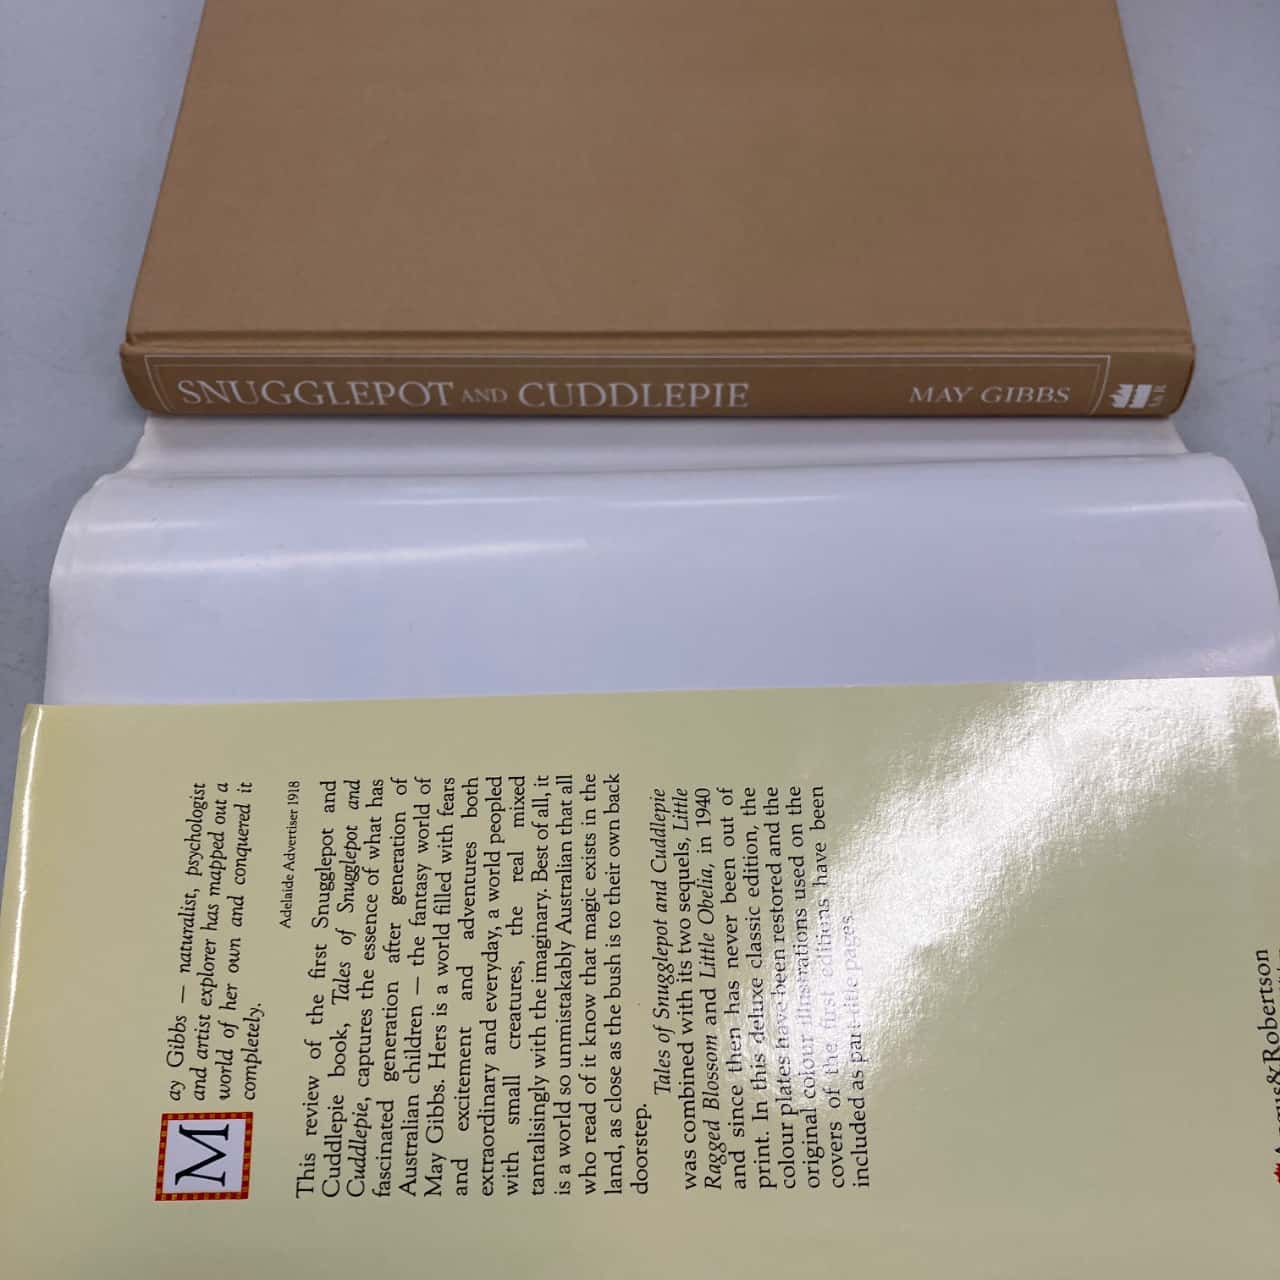 SNUGGLEPOT AND CUDDLEPIE
MAY GIBBS
A&R
May Gibbs — naturalist, psychologist
and artist explorer has mapped out a
world of her own and conquered it
completely.
Adelaide Advertiser 1918
This review of the first Snugglepot and
Cuddlepie book, Tales of Snugglepot and
Cuddlepie, captures the essence of what has
fascinated generation after generation of
Australian children — the fantasy world of
May Gibbs. Hers is a world filled with fears
and excitement and adventures both
extraordinary and everyday, a world peopled
with small creatures, the real mixed
tantalisingly with the imaginary. Best of all, it
is a world so unmistakably Australian that all
who read of it know that magic exists in the
land, as close as the bush is to their own back
doorstep.
Tales of Snugglepot and Cuddlepie
was combined with its two sequels, Little
Ragged Blossom and Little Obelia, in 1940
and since then has never been out of
print. In this deluxe classic edition, the
colour plates have been restored and the
original colour illustrations used on the
covers of the first editions have been
included as part-title pages.
Angus&Robertson